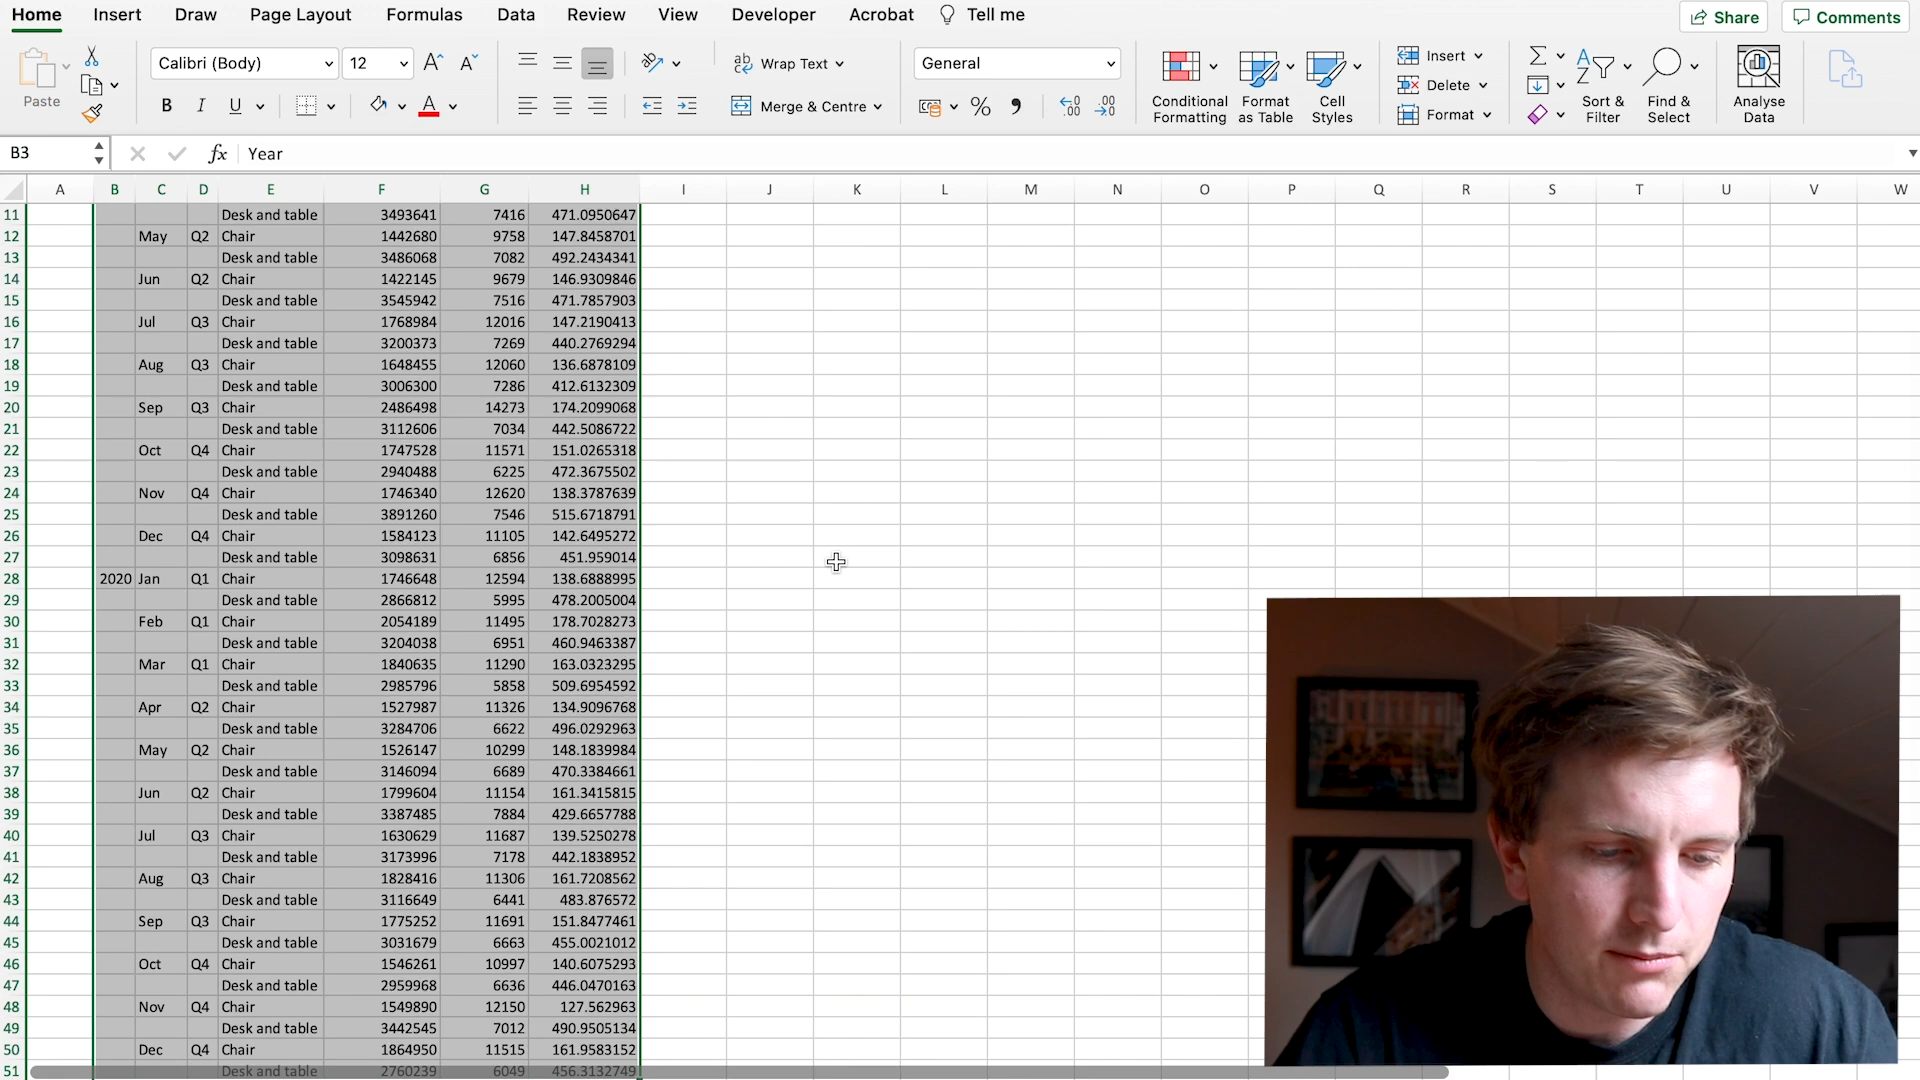 Home Insert Draw Page Layout Formulas Data Review View Developer Acrobat Tell me Share Comments
Calibri (Body) 12 Wrap Text General Insert
Paste Delete
B I U Merge & Centre % Format
Conditional Formatting Format as Table Cell Styles Sort & Filter Find & Select Analyse Data
B3 fx Year
A B C D E F G H I J K L M N O P Q R S T U V W
11 Desk and table 3493641 7416 471.0950647
12 May Q2 Chair 1442680 9758 147.8458701
13 Desk and table 3486068 7082 492.2434341
14 Jun Q2 Chair 1422145 9679 146.9309846
15 Desk and table 3545942 7516 471.7857903
16 Jul Q3 Chair 1768984 12016 147.2190413
17 Desk and table 3200373 7269 440.2769294
18 Aug Q3 Chair 1648455 12060 136.6878109
19 Desk and table 3006300 7286 412.6132309
20 Sep Q3 Chair 2486498 14273 174.2099068
21 Desk and table 3112606 7034 442.5086722
22 Oct Q4 Chair 1747528 11571 151.0265318
23 Desk and table 2940488 6225 472.3675502
24 Nov Q4 Chair 1746340 12620 138.3787639
25 Desk and table 3891260 7546 515.6718791
26 Dec Q4 Chair 1584123 11105 142.6495272
27 Desk and table 3098631 6856 451.959014
28 2020 Jan Q1 Chair 1746648 12594 138.6888995
29 Desk and table 2866812 5995 478.2005004
30 Feb Q1 Chair 2054189 11495 178.7028273
31 Desk and table 3204038 6951 460.9463387
32 Mar Q1 Chair 1840635 11290 163.0323295
33 Desk and table 2985796 5858 509.6954592
34 Apr Q2 Chair 1527987 11326 134.9096768
35 Desk and table 3284706 6622 496.0292963
36 May Q2 Chair 1526147 10299 148.1839984
37 Desk and table 3146094 6689 470.3384661
38 Jun Q2 Chair 1799604 11154 161.3415815
39 Desk and table 3387485 7884 429.6657788
40 Jul Q3 Chair 1630629 11687 139.5250278
41 Desk and table 3173996 7178 442.1838952
42 Aug Q3 Chair 1828416 11306 161.7208562
43 Desk and table 3116649 6441 483.876572
44 Sep Q3 Chair 1775252 11691 151.8477461
45 Desk and table 3031679 6663 455.0021012
46 Oct Q4 Chair 1546261 10997 140.6075293
47 Desk and table 2959968 6636 446.0470163
48 Nov Q4 Chair 1549890 12150 127.562963
49 Desk and table 3442545 7012 490.9505134
50 Dec Q4 Chair 1864950 11515 161.9583152
51 Desk and table 2760239 6049 456.3132749